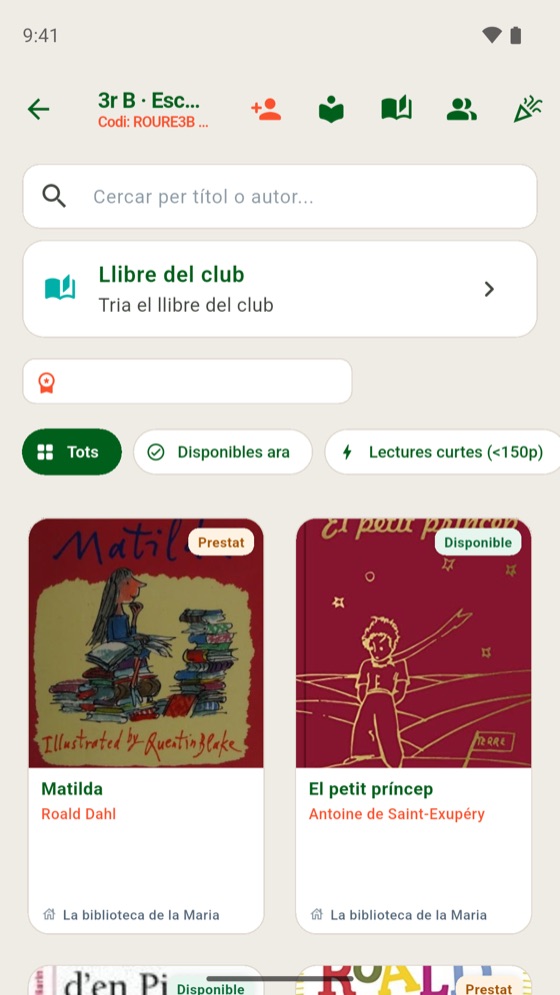 9:41
3r B · Esc...
Codi: ROURE3B ...
Cercar per títol o autor...
Llibre del club
Tria el llibre del club
Tots
Disponibles ara
Lectures curtes (<150p)
Prestat
Illustrated by Quentin Blake
Matilda
Roald Dahl
La biblioteca de la Maria
El petit príncep
Disponible
TERRE
El petit príncep
Antoine de Saint-Exupéry
La biblioteca de la Maria
d'en Pi
Disponible
ROALD
Prestat